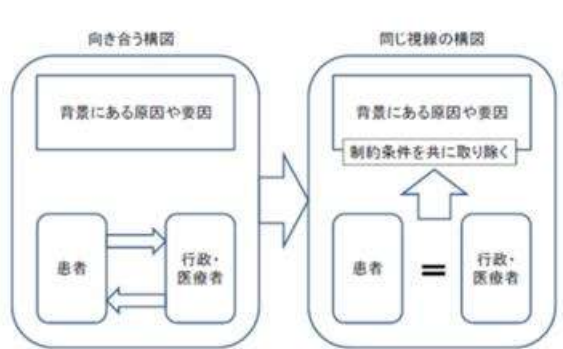 向き合う構図
背景にある原因や要因
患者
行政・
医療者
同じ視線の構図
背景にある原因や要因
制約条件を共に取り除く
患者
=
行政・
医療者